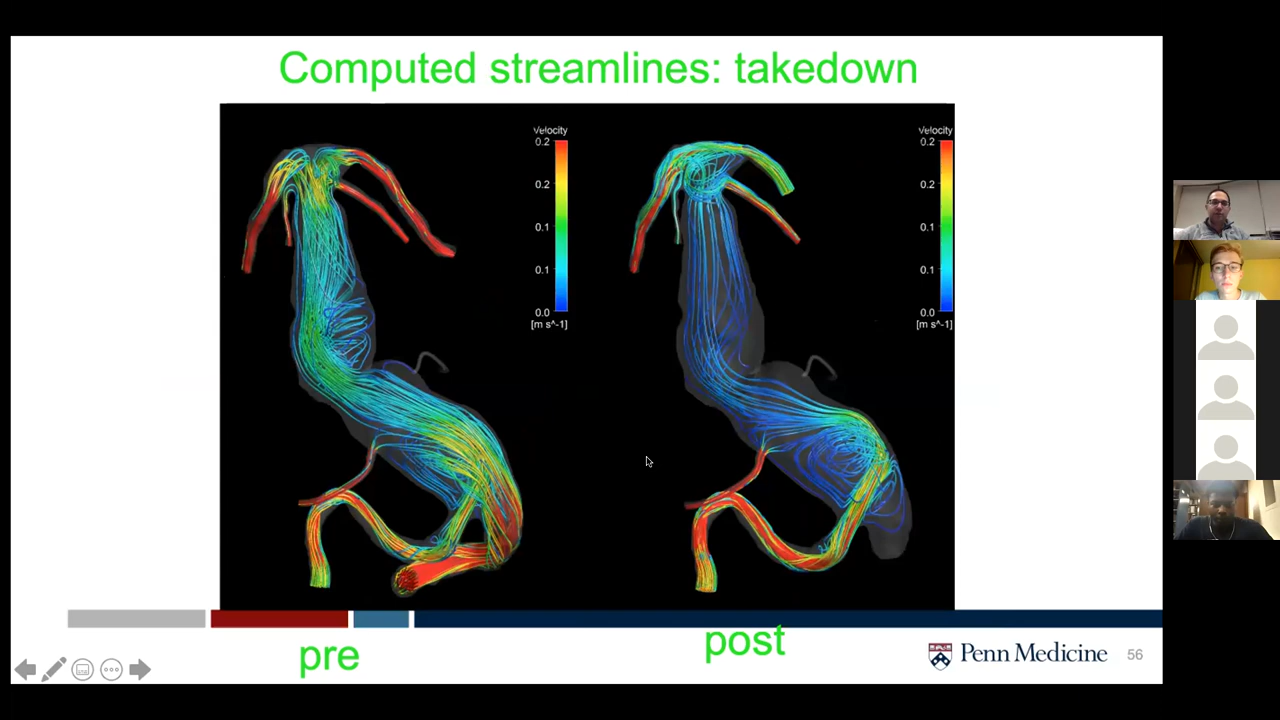 Computed streamlines: takedown
Velocity
0.2
0.2
0.1
0.1
0.0
[m s^-1]
Velocity
0.2
0.2
0.1
0.1
0.0
[m s^-1]
pre
post
Penn Medicine
56